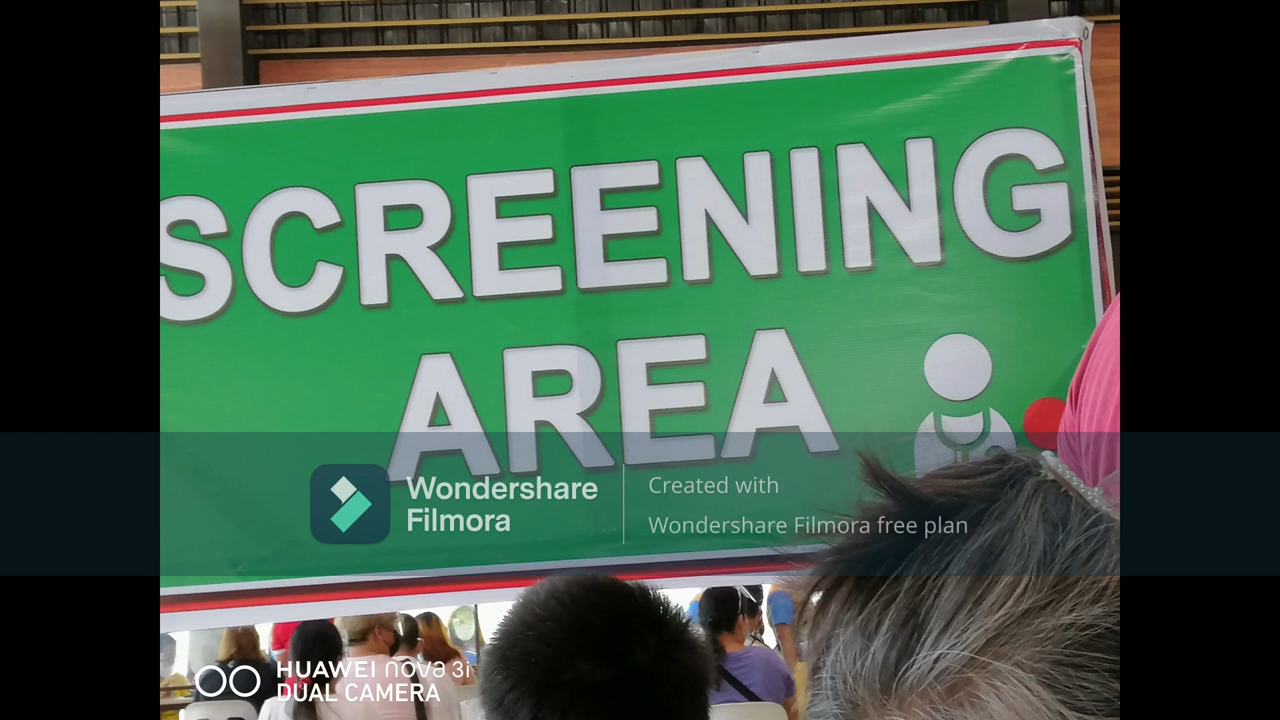 SCREENING
AREA
Wondershare
Filmora
Created with
Wondershare Filmora free plan
HUAWEI nova 3i
DUAL CAMERA